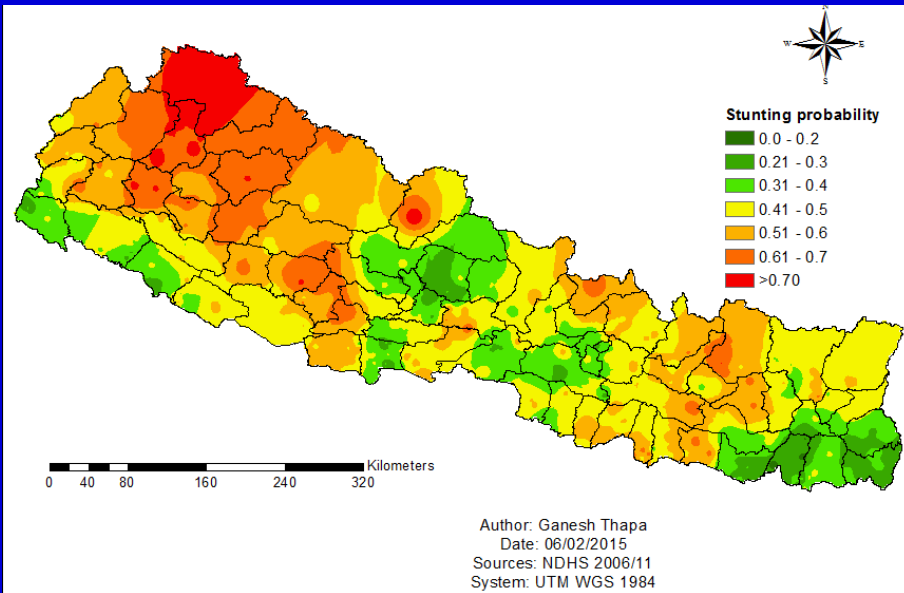 N
W E
S
Stunting probability
0.0 - 0.2
0.21 - 0.3
0.31 - 0.4
0.41 - 0.5
0.51 - 0.6
0.61 - 0.7
>0.70
Kilometers
0 40 80 160 240 320
Author: Ganesh Thapa
Date: 06/02/2015
Sources: NDHS 2006/11
System: UTM WGS 1984